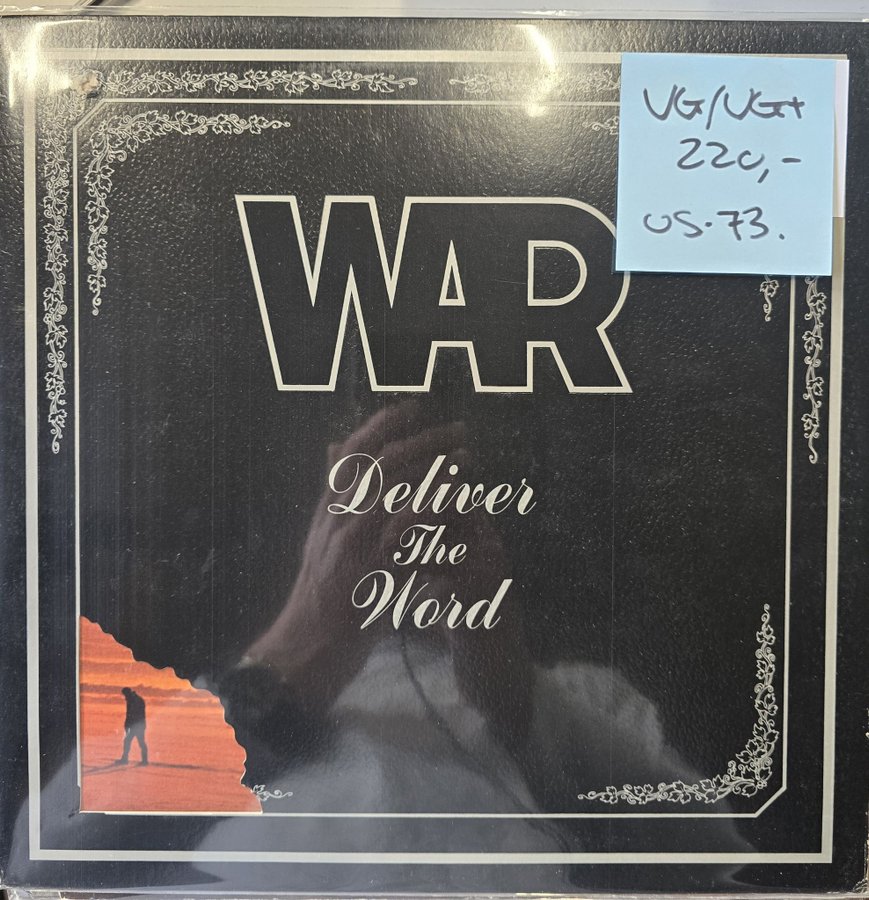 VG/VG+
220,-
US-73.
WAR
Deliver
The
Word